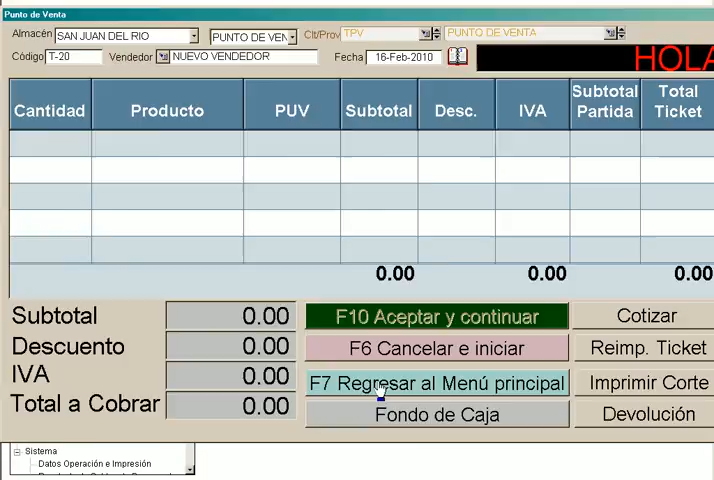 Punto de Venta
Almacén SAN JUAN DEL RIO PUNTO DE VEN Clt/Prov TPV PUNTO DE VENTA
Código T-20 Vendedor NUEVO VENDEDOR Fecha 16-Feb-2010 HOLA
Cantidad Producto PUV Subtotal Desc. IVA Subtotal Partida Total Ticket
0.00 0.00 0.00
Subtotal 0.00 F10 Aceptar y continuar Cotizar
Descuento 0.00 F6 Cancelar e iniciar Reimp. Ticket
IVA 0.00 F7 Regresar al Menú principal Imprimir Corte
Total a Cobrar 0.00 Fondo de Caja Devolución
Sistema
Datos Operación e Impresión